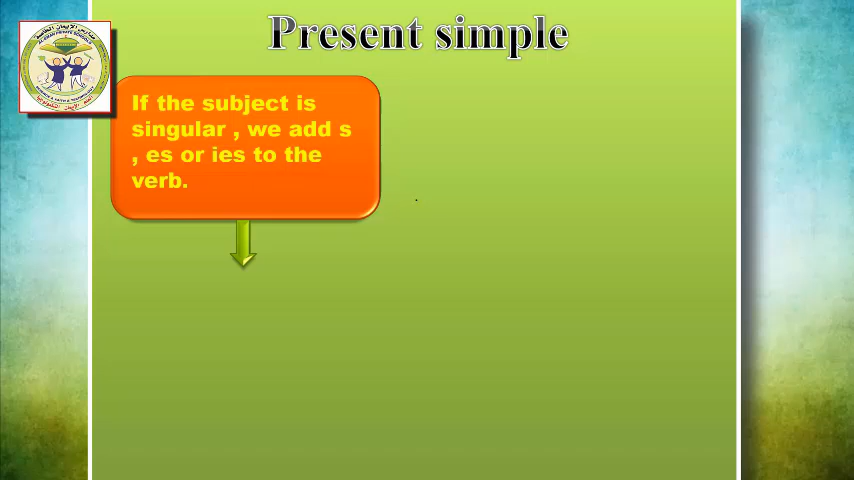 Present simple
If the subject is
singular , we add s
, es or ies to the
verb.